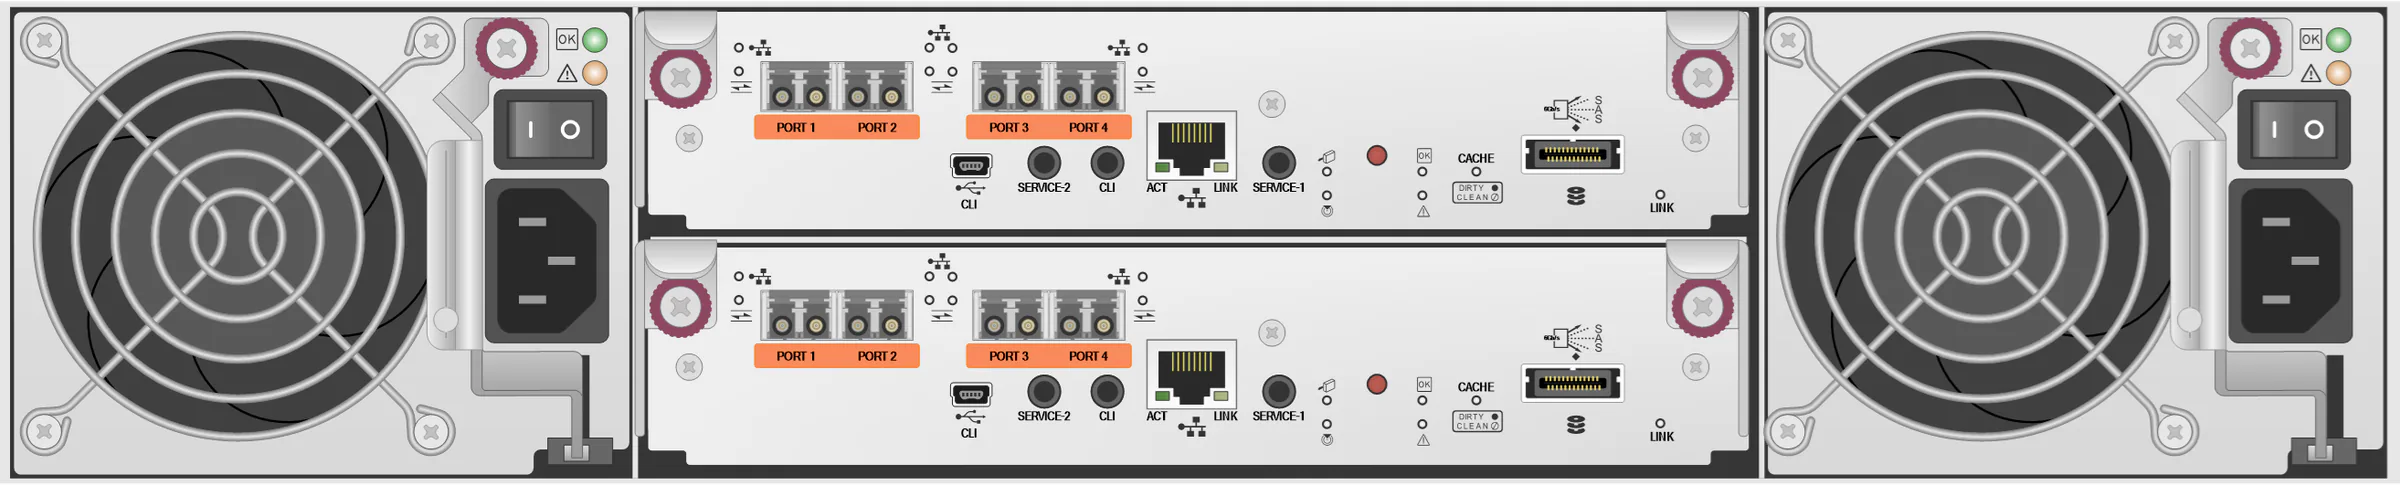 OK
PORT 1 PORT 2 PORT 3 PORT 4
6Gb/s
S
A
S
OK
CACHE
DIRTY
CLEAN
CLI
SERVICE-2 CLI ACT LINK SERVICE-1
LINK
PORT 1 PORT 2 PORT 3 PORT 4
6Gb/s
S
A
S
OK
CACHE
DIRTY
CLEAN
CLI
SERVICE-2 CLI ACT LINK SERVICE-1
LINK
OK